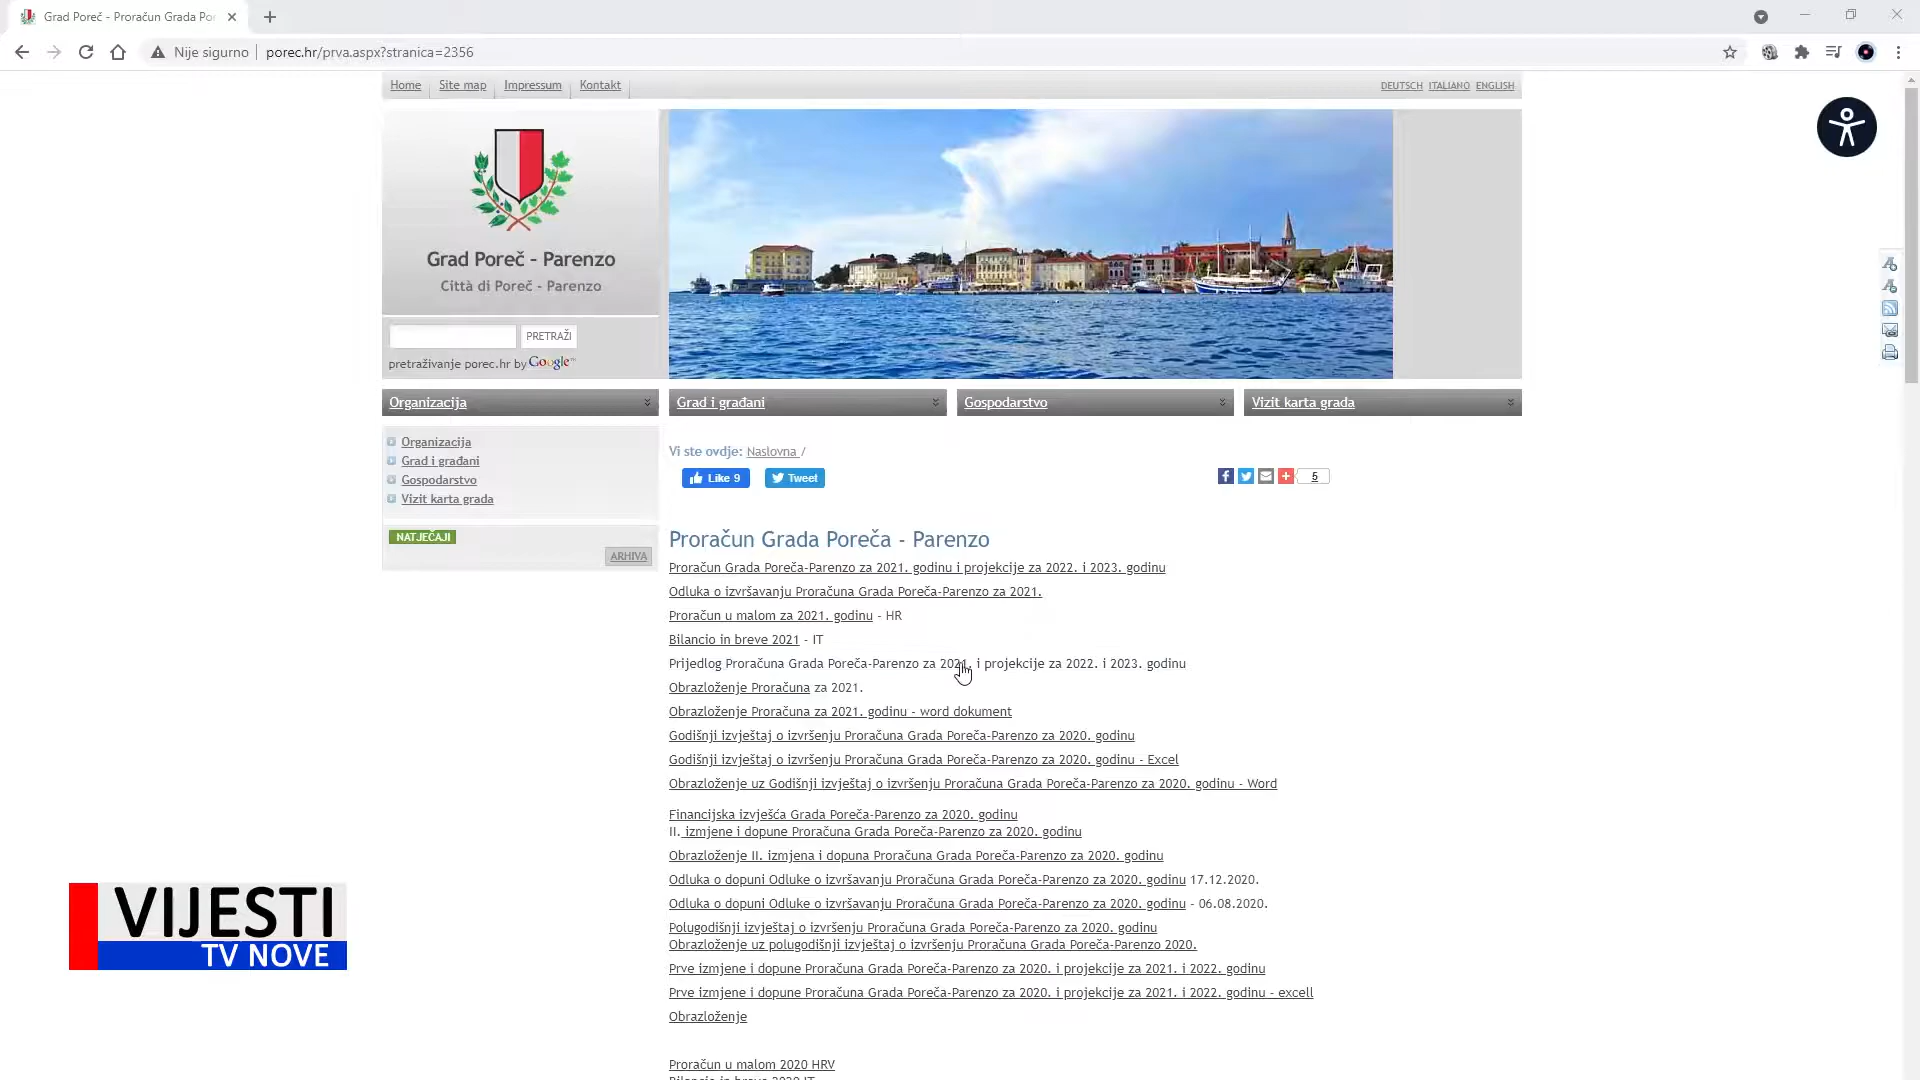 Grad Poreč - Proračun Grada Po
Nije sigurno
porec.hr/prva.aspx?stranica=2356
Home
Site map
Impressum
Kontakt
DEUTSCH ITALIANO ENGLISH
Grad Poreč - Parenzo
Città di Poreč - Parenzo
PRETRAŽI
pretraživanje porec.hr by Google™
Organizacija
Grad i građani
Gospodarstvo
Vizit karta grada
Organizacija
Grad i građani
Gospodarstvo
Vizit karta grada
NATJEČAJI
ARHIVA
Vi ste ovdje: Naslovna /
Like 9
Tweet
5
Proračun Grada Poreča - Parenzo
Proračun Grada Poreča-Parenzo za 2021. godinu i projekcije za 2022. i 2023. godinu
Odluka o izvršavanju Proračuna Grada Poreča-Parenzo za 2021.
Proračun u malom za 2021. godinu - HR
Bilancio in breve 2021 - IT
Prijedlog Proračuna Grada Poreča-Parenzo za 2021. i projekcije za 2022. i 2023. godinu
Obrazloženje Proračuna za 2021.
Obrazloženje Proračuna za 2021. godinu - word dokument
Godišnji izvještaj o izvršenju Proračuna Grada Poreča-Parenzo za 2020. godinu
Godišnji izvještaj o izvršenju Proračuna Grada Poreča-Parenzo za 2020. godinu - Excel
Obrazloženje uz Godišnji izvještaj o izvršenju Proračuna Grada Poreča-Parenzo za 2020. godinu - Word
Financijska izvješća Grada Poreča-Parenzo za 2020. godinu
II. izmjene i dopune Proračuna Grada Poreča-Parenzo za 2020. godinu
Obrazloženje II. izmjena i dopuna Proračuna Grada Poreča-Parenzo za 2020. godinu
Odluka o dopuni Odluke o izvršavanju Proračuna Grada Poreča-Parenzo za 2020. godinu 17.12.2020.
Odluka o dopuni Odluke o izvršavanju Proračuna Grada Poreča-Parenzo za 2020. godinu - 06.08.2020.
Polugodišnji izvještaj o izvršenju Proračuna Grada Poreča-Parenzo za 2020. godinu
Obrazloženje uz polugodišnji izvještaj o izvršenju Proračuna Grada Poreča-Parenzo 2020.
Prve izmjene i dopune Proračuna Grada Poreča-Parenzo za 2020. i projekcije za 2021. i 2022. godinu
Prve izmjene i dopune Proračuna Grada Poreča-Parenzo za 2020. i projekcije za 2021. i 2022. godinu - excell
Obrazloženje
Proračun u malom 2020 HRV
Bilancio in breve 2020 IT
VIJESTI
TV NOVE